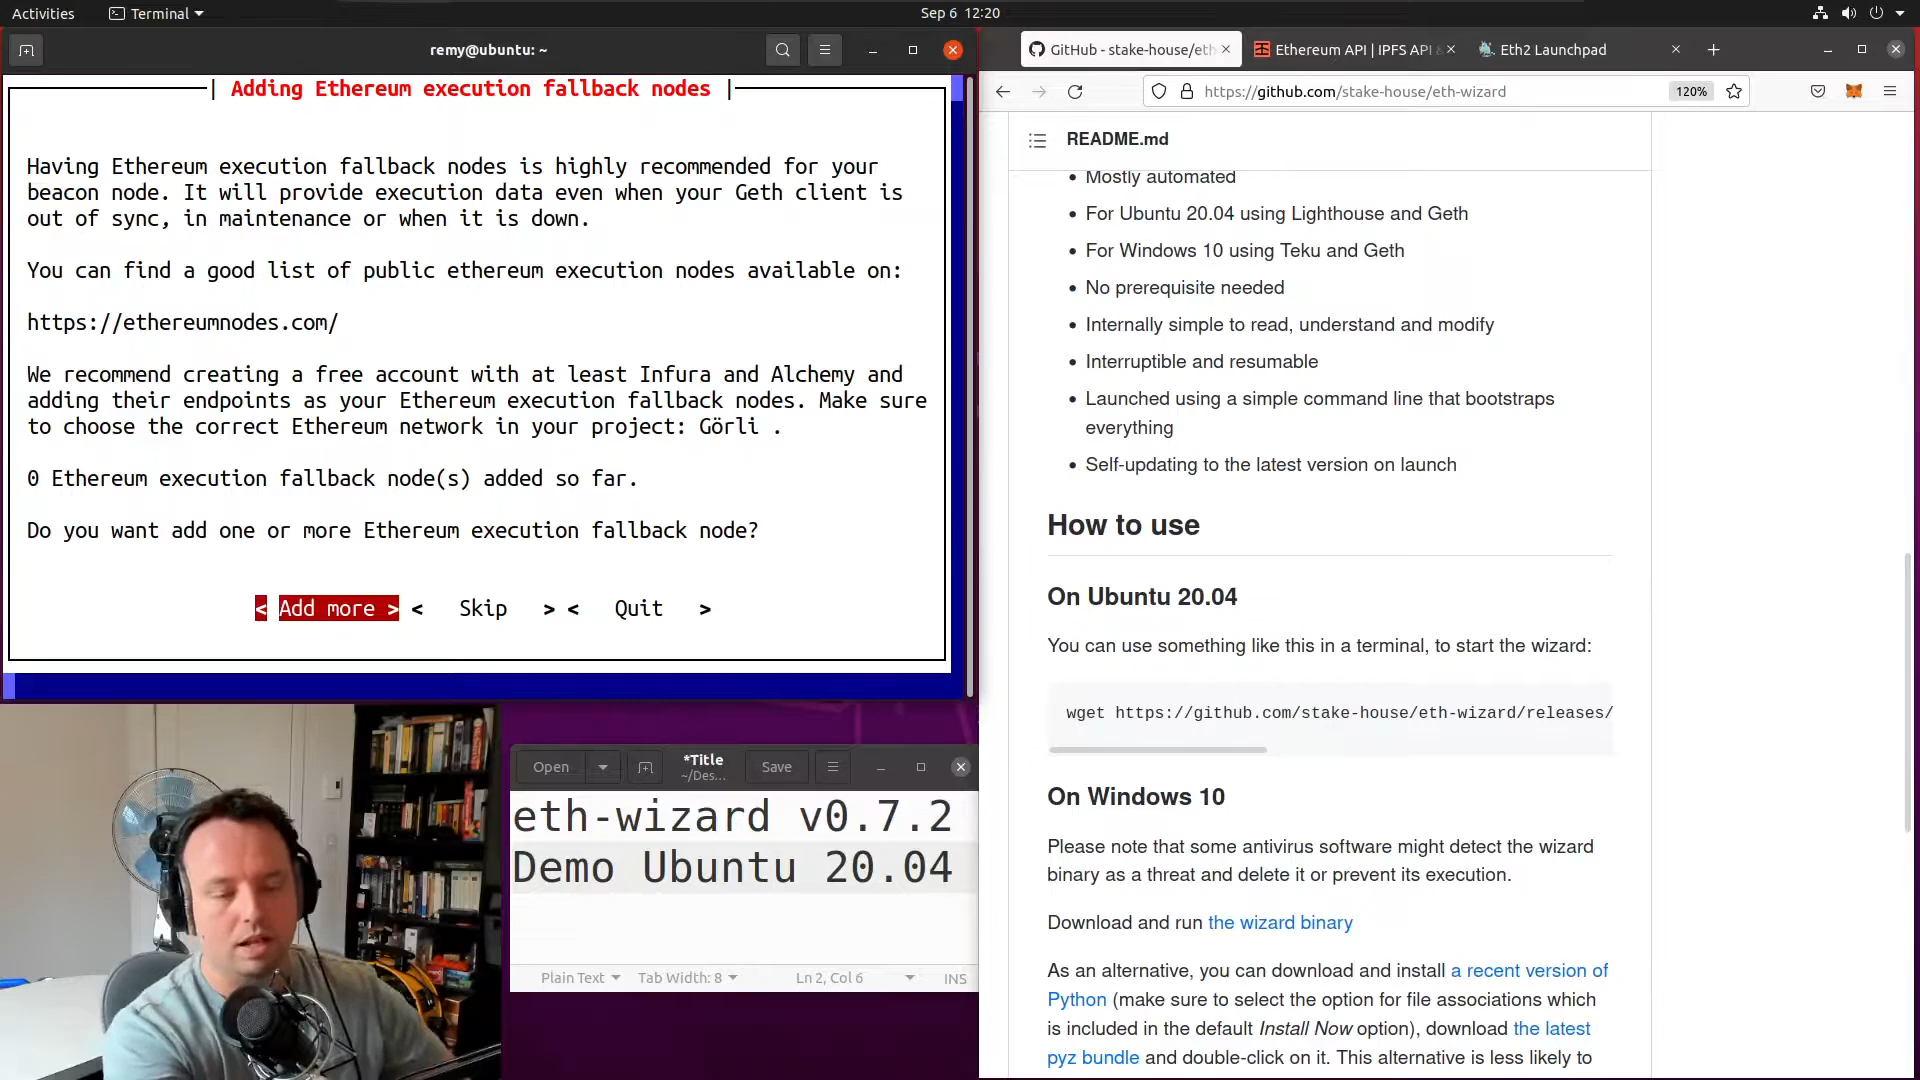 Activities
Terminal
Sep 6 12:20
remy@ubuntu: ~
Adding Ethereum execution fallback nodes
Having Ethereum execution fallback nodes is highly recommended for your
beacon node. It will provide execution data even when your Geth client is
out of sync, in maintenance or when it is down.
You can find a good list of public ethereum execution nodes available on:
https://ethereumnodes.com/
We recommend creating a free account with at least Infura and Alchemy and
adding their endpoints as your Ethereum execution fallback nodes. Make sure
to choose the correct Ethereum network in your project: Görli .
0 Ethereum execution fallback node(s) added so far.
Do you want add one or more Ethereum execution fallback node?
< Add more > < Skip > < Quit >
Open
*Title
~/Des...
Save
eth-wizard v0.7.2
Demo Ubuntu 20.04
Plain Text
Tab Width: 8
Ln 2, Col 6
INS
GitHub - stake-house/eth
Ethereum API | IPFS API &
Eth2 Launchpad
https://github.com/stake-house/eth-wizard
120%
README.md
Mostly automated
For Ubuntu 20.04 using Lighthouse and Geth
For Windows 10 using Teku and Geth
No prerequisite needed
Internally simple to read, understand and modify
Interruptible and resumable
Launched using a simple command line that bootstraps
everything
Self-updating to the latest version on launch
How to use
On Ubuntu 20.04
You can use something like this in a terminal, to start the wizard:
wget https://github.com/stake-house/eth-wizard/releases/
On Windows 10
Please note that some antivirus software might detect the wizard
binary as a threat and delete it or prevent its execution.
Download and run the wizard binary
As an alternative, you can download and install a recent version of
Python (make sure to select the option for file associations which
is included in the default Install Now option), download the latest
pyz bundle and double-click on it. This alternative is less likely to